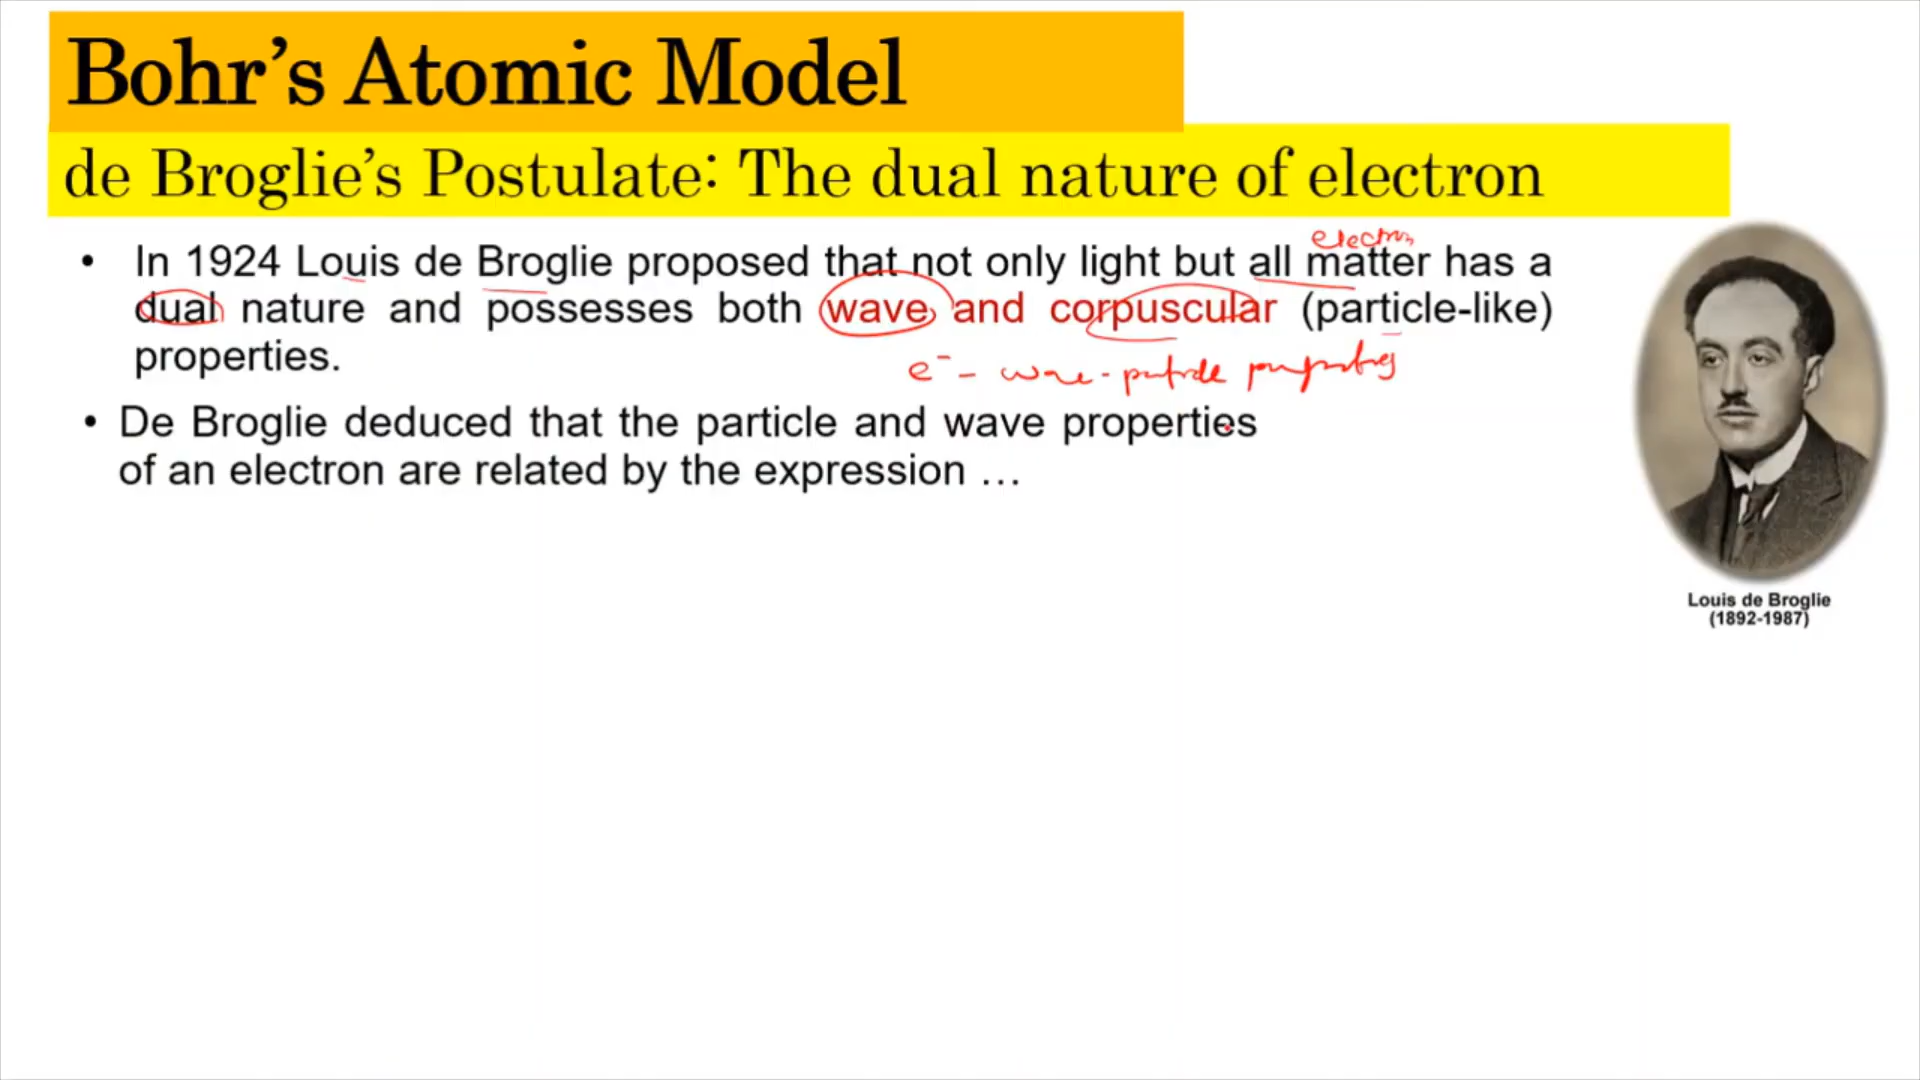 Bohr’s Atomic Model
de Broglie’s Postulate: The dual nature of electron
electron
• In 1924 Louis de Broglie proposed that not only light but all matter has a
dual nature and possesses both wave and corpuscular (particle-like)
properties.
e⁻ - wave - particle properties
• De Broglie deduced that the particle and wave properties
of an electron are related by the expression …
Louis de Broglie
(1892-1987)